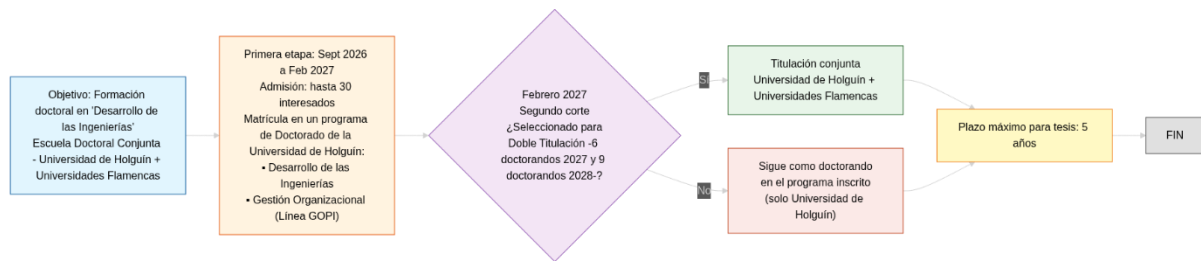 Objetivo: Formación
doctoral en 'Desarrollo de
las Ingenierías'
Escuela Doctoral Conjunta
- Universidad de Holguín +
Universidades Flamencas
Primera etapa: Sept 2026
a Feb 2027
Admisión: hasta 30
interesados
Matrícula en un programa
de Doctorado de la
Universidad de Holguín:
• Desarrollo de las
Ingenierías
• Gestión Organizacional
(Línea GOPI)
Febrero 2027
Segundo corte
¿Seleccionado para
Doble Titulación -6
doctorandos 2027 y 9
doctorandos 2028-?
Sí
Titulación conjunta
Universidad de Holguín +
Universidades Flamencas
No
Sigue como doctorando
en el programa inscrito
(solo Universidad de
Holguín)
Plazo máximo para tesis: 5
años
FIN